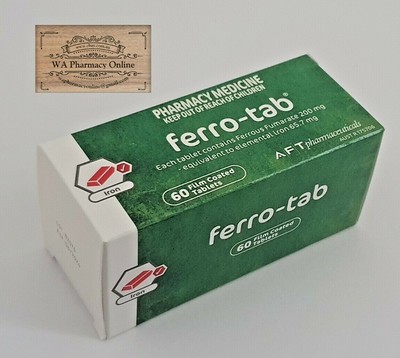 WA Pharmacy Online
PHARMACY MEDICINE
KEEP OUT OF REACH OF CHILDREN
ferro-tab®
Each tablet contains Ferrous Fumarate 200 mg
- equivalent to elemental iron 65.7 mg
60 Film Coated
Tablets
AFT pharmaceuticals
AUST R 175756
Iron
ferro-tab
60 Film Coated
Tablets
Iron